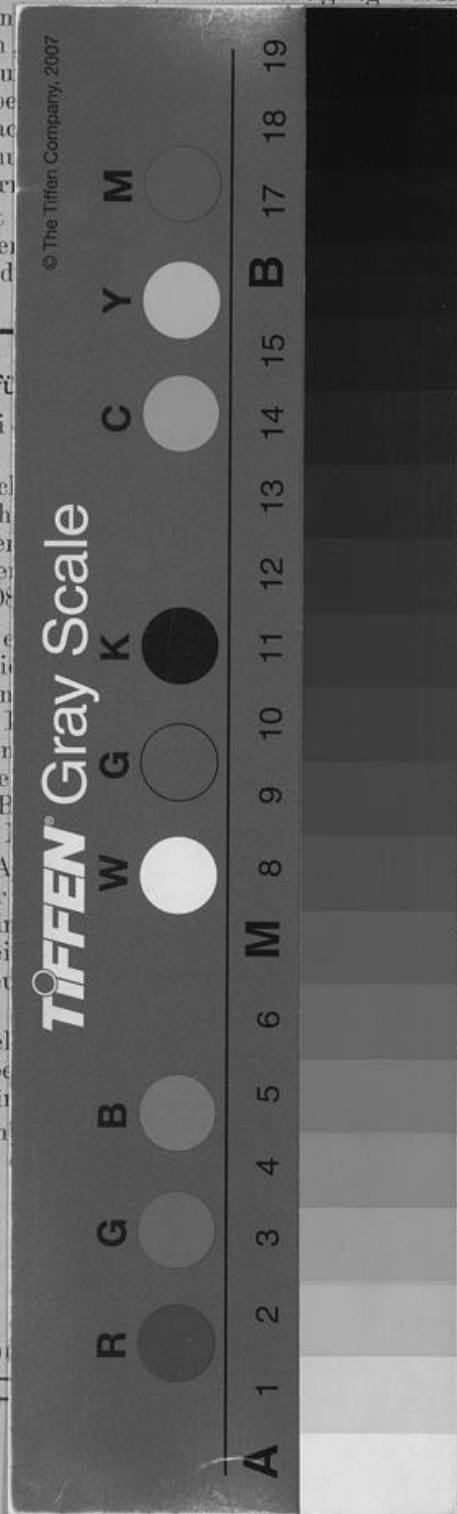 TIFFEN® Gray Scale
© The Tiffen Company, 2007
R G B W G K C Y M
A 1 2 3 4 5 6 M 8 9 10 11 12 13 14 15 B 17 18 19